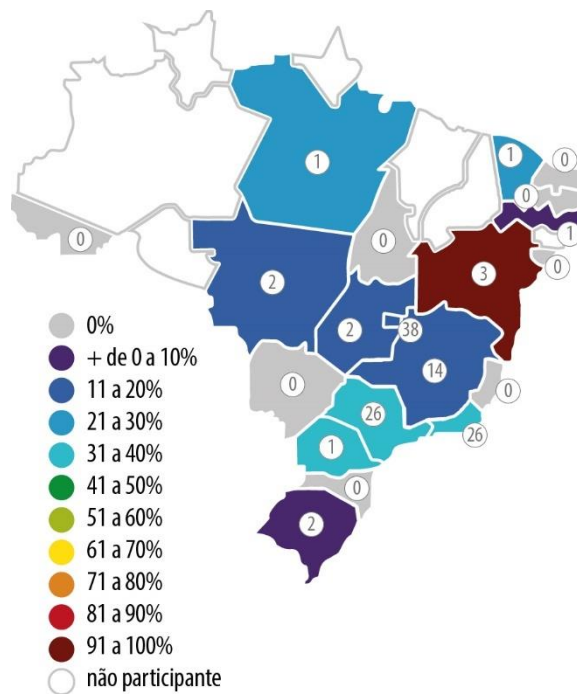 1
1
0
0
0
0
1
0
2
3
2
38
14
0
0
26
26
1
0
2
0%
+ de 0 a 10%
11 a 20%
21 a 30%
31 a 40%
41 a 50%
51 a 60%
61 a 70%
71 a 80%
81 a 90%
91 a 100%
não participante